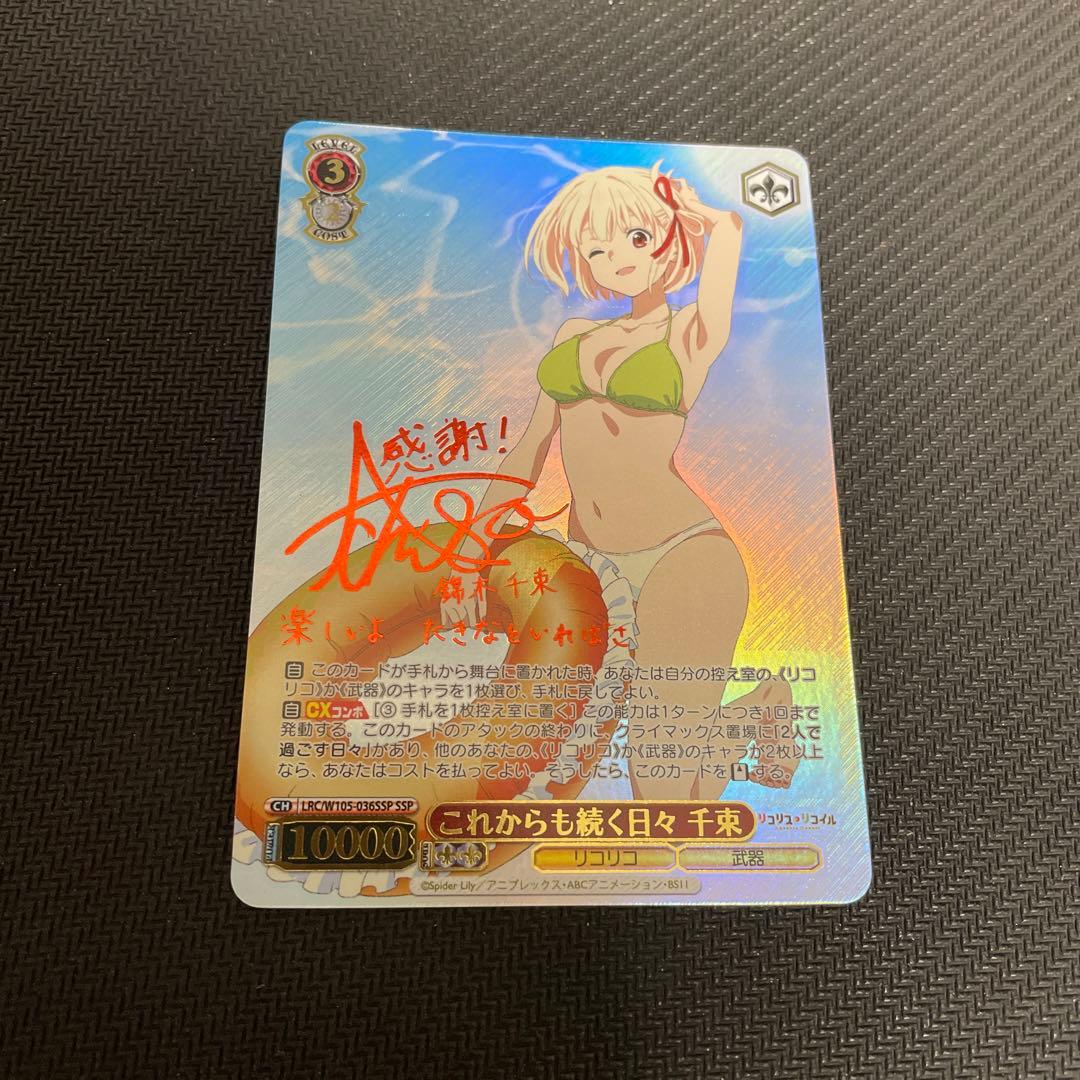 LEVEL
3
2
COST
感謝!
錦木千束
楽しいよ たきなといればさ
自 このカードが手札から舞台に置かれた時、あなたは自分の控え室の、《リコ
リコ》か《武器》のキャラを1枚選び、手札に戻してよい。
自 CXコンボ [③ 手札を1枚控え室に置く] この能力は1ターンにつき1回まで
発動する。このカードのアタックの終わりに、クライマックス置場に「2人で
過ごす日々」があり、他のあなたの、《リコリコ》か《武器》のキャラが2枚以上
なら、あなたはコストを払ってよい。そうしたら、このカードを する。
CH LRC/W105-036SSP SSP
POWER 10000 SOUL
これからも続く日々 千束
リコリス・リコイル
リコリコ 武器
©Spider Lily／アニプレックス・ABCアニメーション・BS11